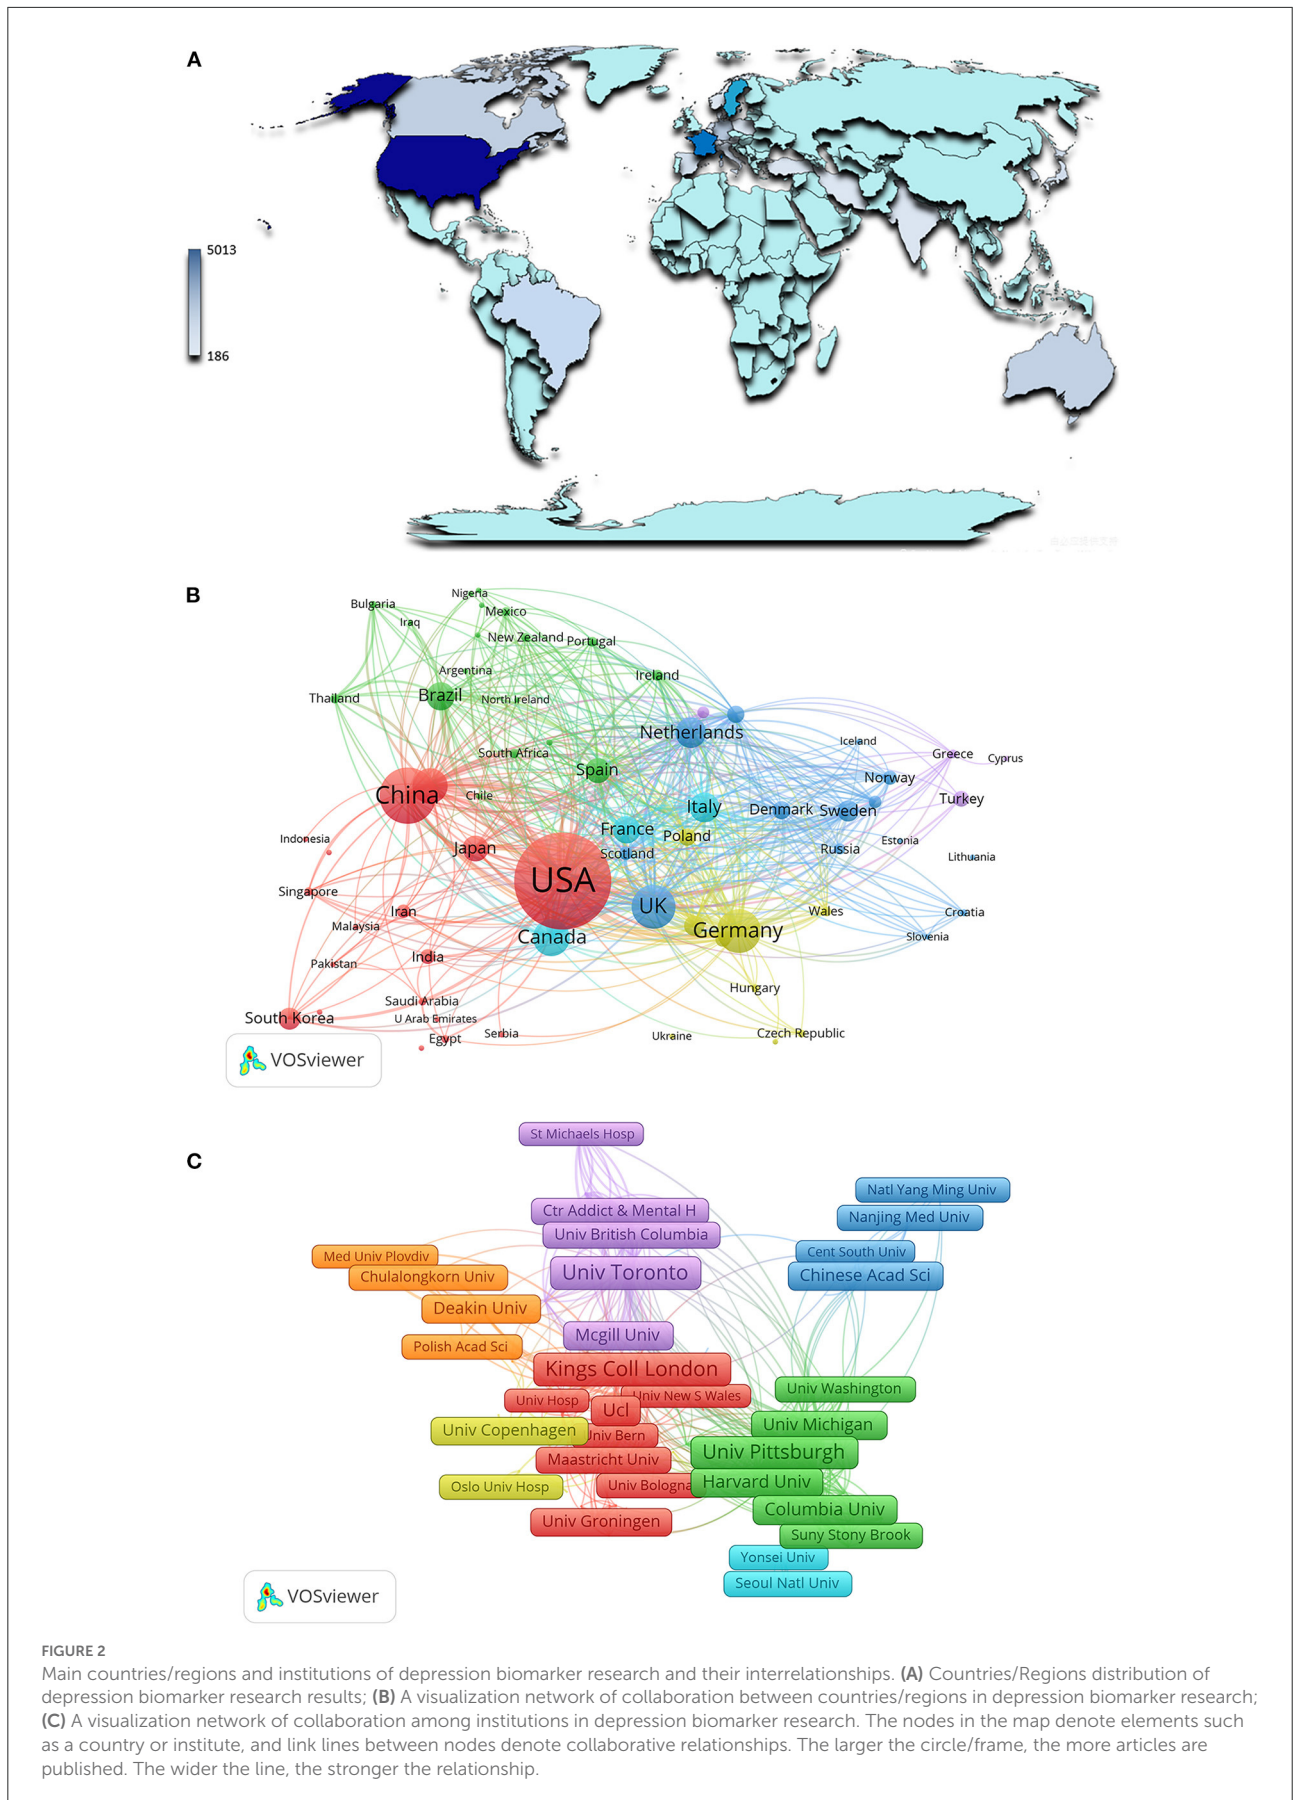 A
5013
186
B
Nigeria
Bulgaria
Mexico
Iraq
New Zealand
Portugal
Argentina
Ireland
Thailand
Brazil
North Ireland
Netherlands
Iceland
South Africa
Greece
Cyprus
Spain
Norway
China
Chile
Turkey
Italy
Denmark
Sweden
France
Poland
Indonesia
Japan
Scotland
Russia
Estonia
Lithuania
USA
Singapore
UK
Iran
Wales
Croatia
Malaysia
Germany
Canada
Slovenia
India
Pakistan
Hungary
Saudi Arabia
South Korea
U Arab Emirates
Serbia
Egypt
Ukraine
Czech Republic
VOSviewer
C
St Michaels Hosp
Natl Yang Ming Univ
Ctr Addict & Mental H
Nanjing Med Univ
Univ British Columbia
Cent South Univ
Med Univ Plovdiv
Univ Toronto
Chinese Acad Sci
Chulalongkorn Univ
Deakin Univ
Mcgill Univ
Polish Acad Sci
Kings Coll London
Univ Washington
Univ Hosp
Univ New S Wales
Ucl
Univ Michigan
Univ Copenhagen
Univ Bern
Univ Pittsburgh
Maastricht Univ
Oslo Univ Hosp
Univ Bologna
Harvard Univ
Columbia Univ
Univ Groningen
Suny Stony Brook
Yonsei Univ
Seoul Natl Univ
VOSviewer
FIGURE 2
Main countries/regions and institutions of depression biomarker research and their interrelationships. (A) Countries/Regions distribution of
depression biomarker research results; (B) A visualization network of collaboration between countries/regions in depression biomarker research;
(C) A visualization network of collaboration among institutions in depression biomarker research. The nodes in the map denote elements such
as a country or institute, and link lines between nodes denote collaborative relationships. The larger the circle/frame, the more articles are
published. The wider the line, the stronger the relationship.